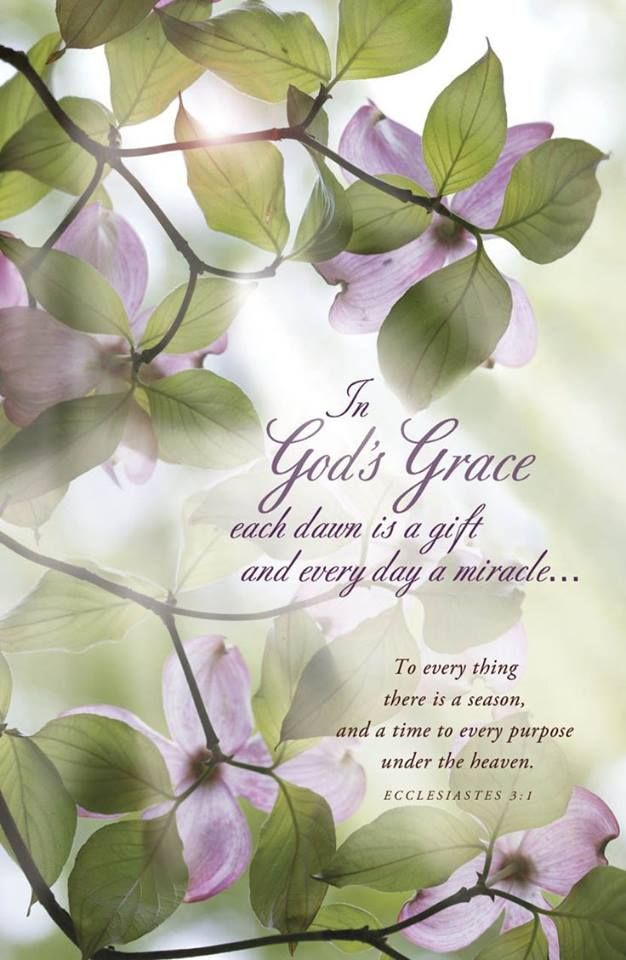 In
God's Grace
each dawn is a gift
and every day a miracle...
To every thing
there is a season,
and a time to every purpose
under the heaven.
ECCLESIASTES 3:1